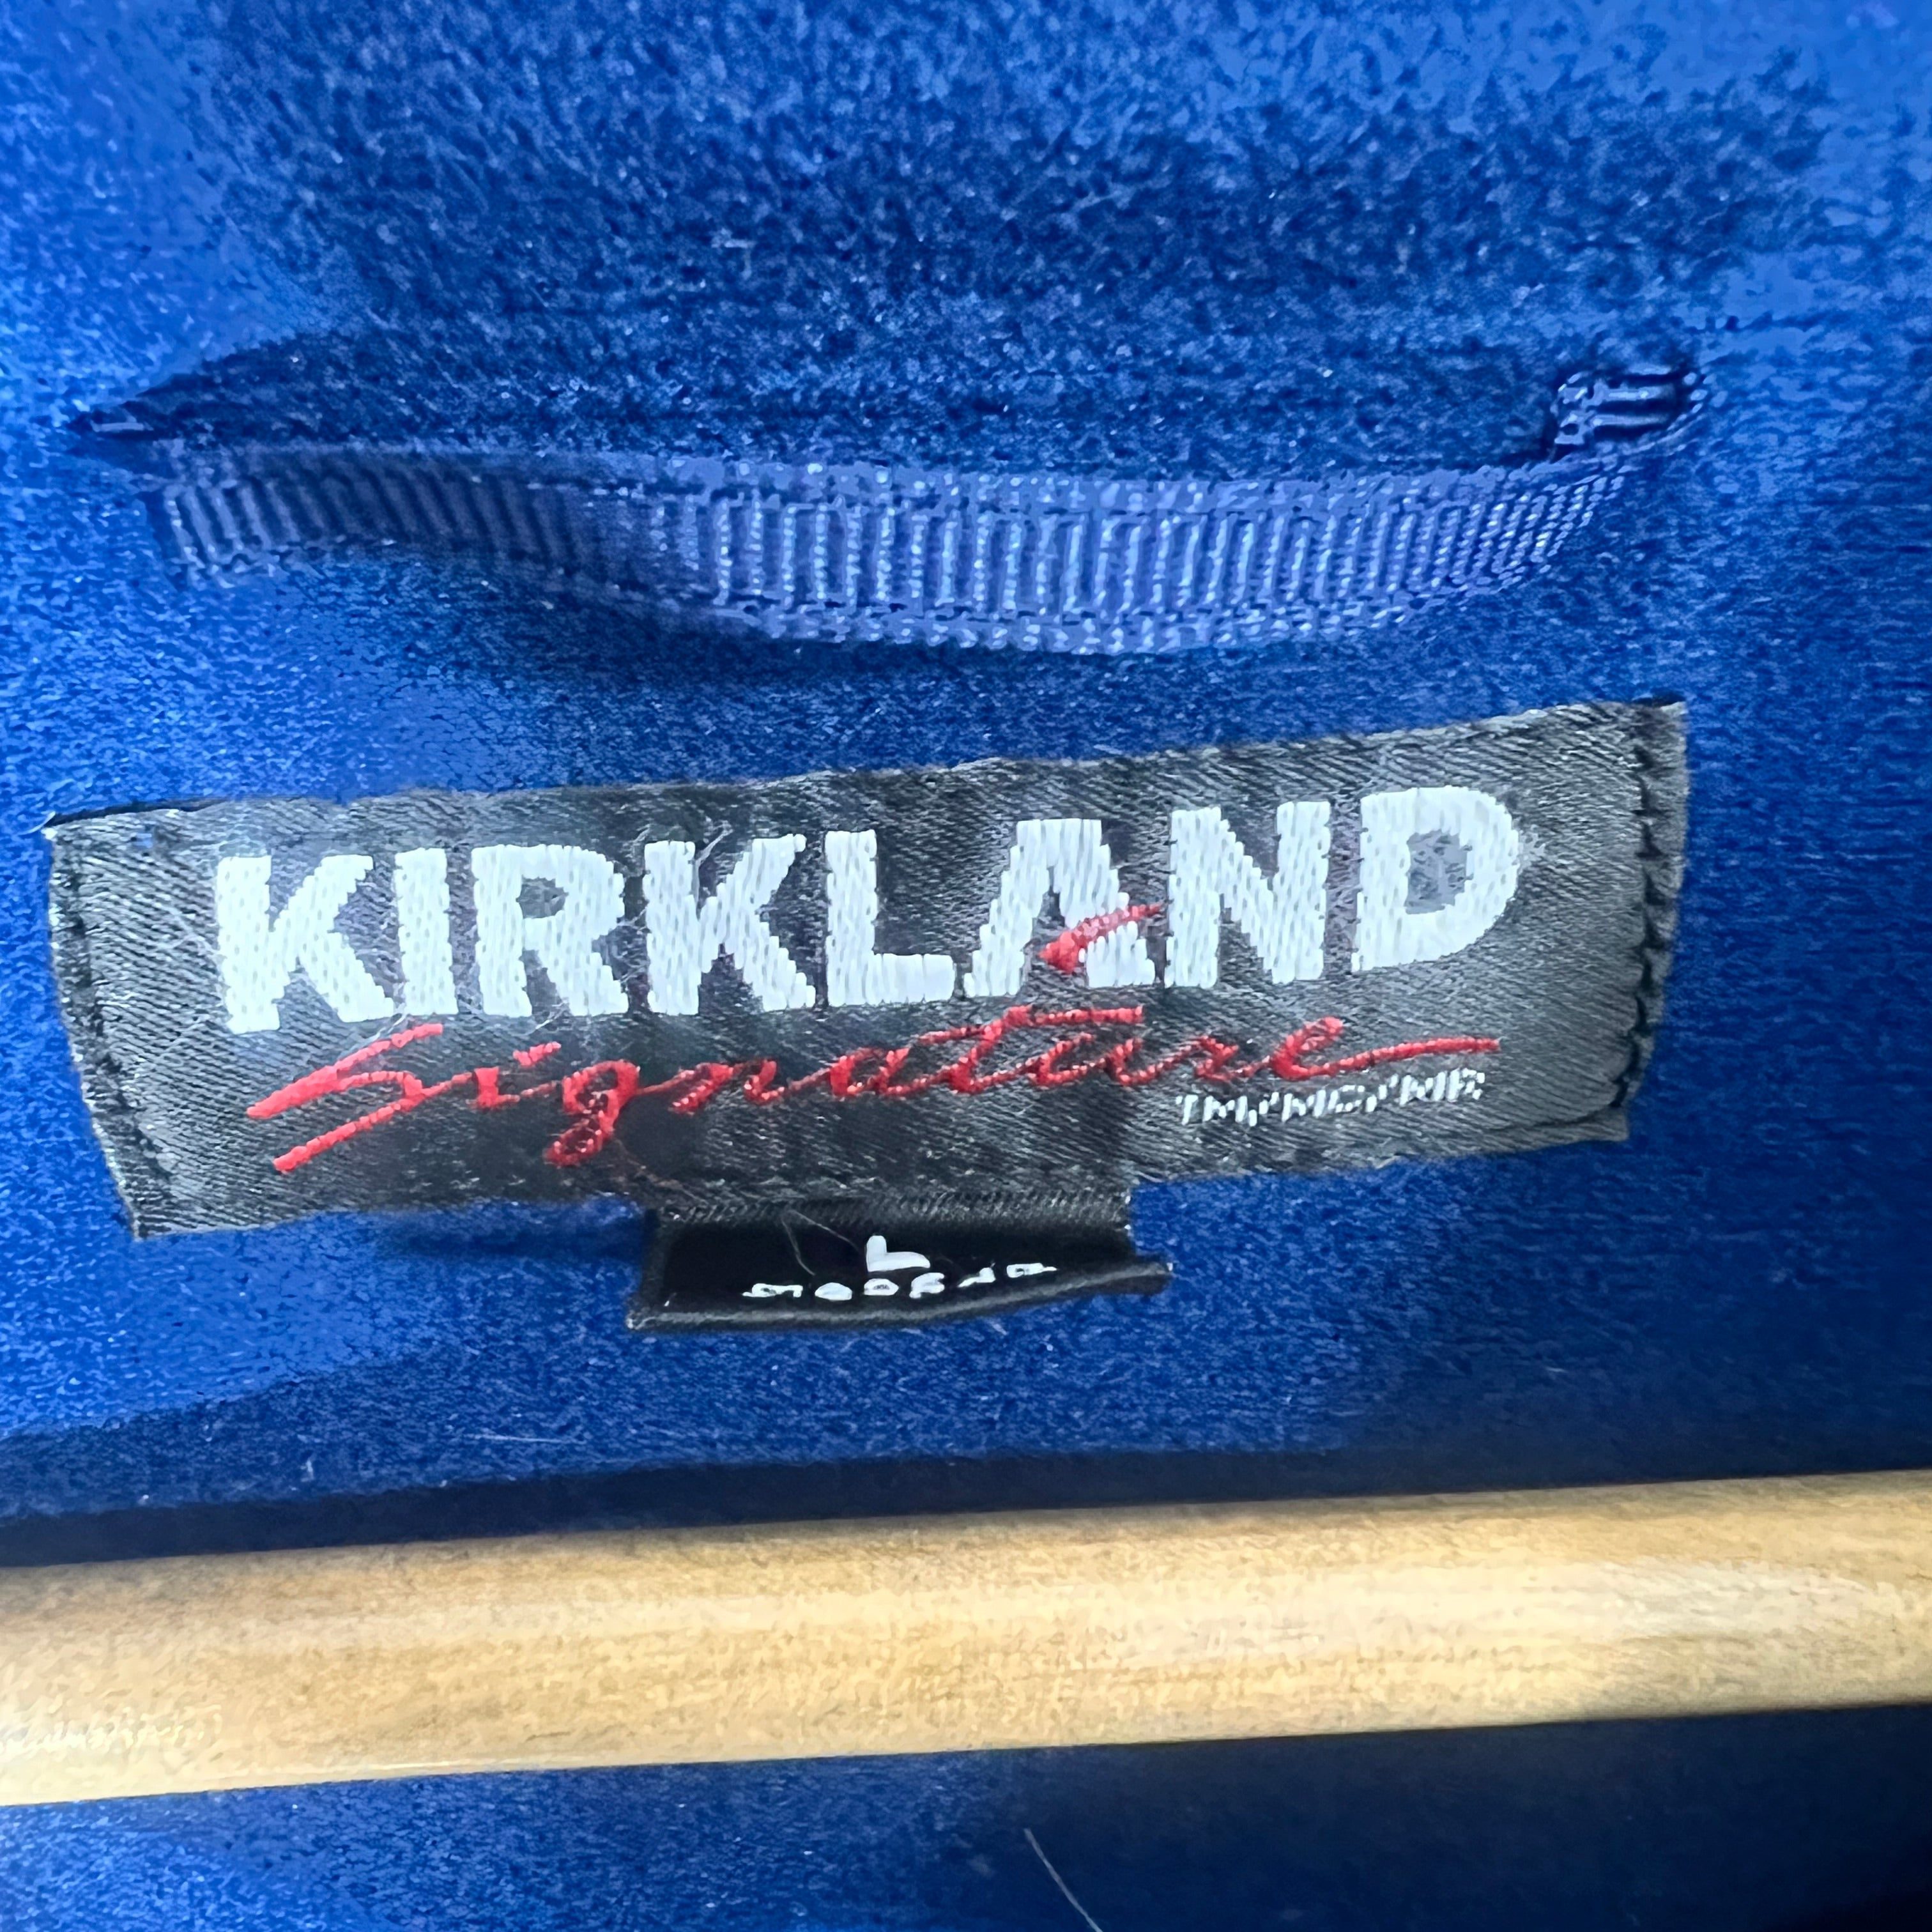 KIRKLAND
Signature
TM/MC/MR
L